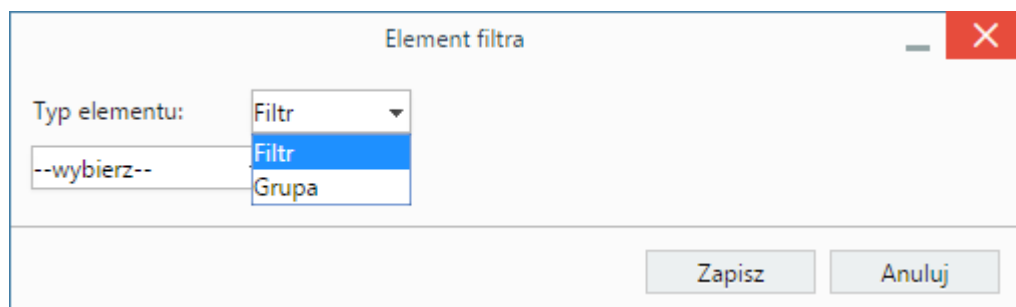 Element filtra
Typ elementu: Filtr
Filtr
--wybierz--
Grupa
Zapisz Anuluj